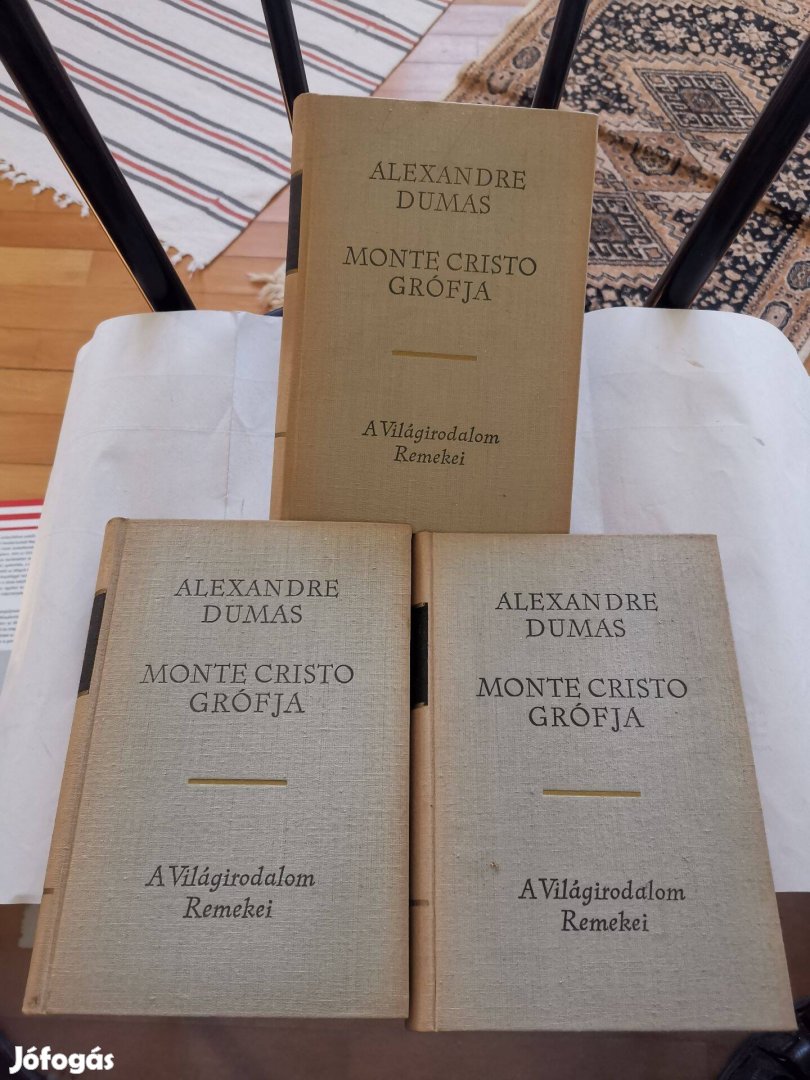 ALEXANDRE
DUMAS
MONTE CRISTO
GRÓFJA
A Világirodalom
Remekei
ALEXANDRE
DUMAS
MONTE CRISTO
GRÓFJA
A Világirodalom
Remekei
ALEXANDRE
DUMAS
MONTE CRISTO
GRÓFJA
A Világirodalom
Remekei
Jófogás